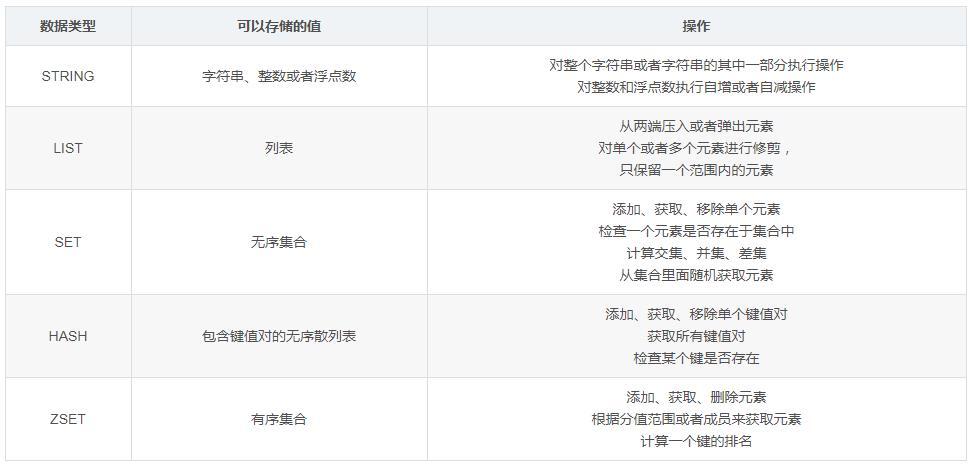 数据类型 可以存储的值 操作
STRING 字符串、整数或者浮点数 对整个字符串或者字符串的其中一部分执行操作
对整数和浮点数执行自增或者自减操作
LIST 列表 从两端压入或者弹出元素
对单个或者多个元素进行修剪，
只保留一个范围内的元素
SET 无序集合 添加、获取、移除单个元素
检查一个元素是否存在于集合中
计算交集、并集、差集
从集合里面随机获取元素
HASH 包含键值对的无序散列表 添加、获取、移除单个键值对
获取所有键值对
检查某个键是否存在
ZSET 有序集合 添加、获取、删除元素
根据分值范围或者成员来获取元素
计算一个键的排名